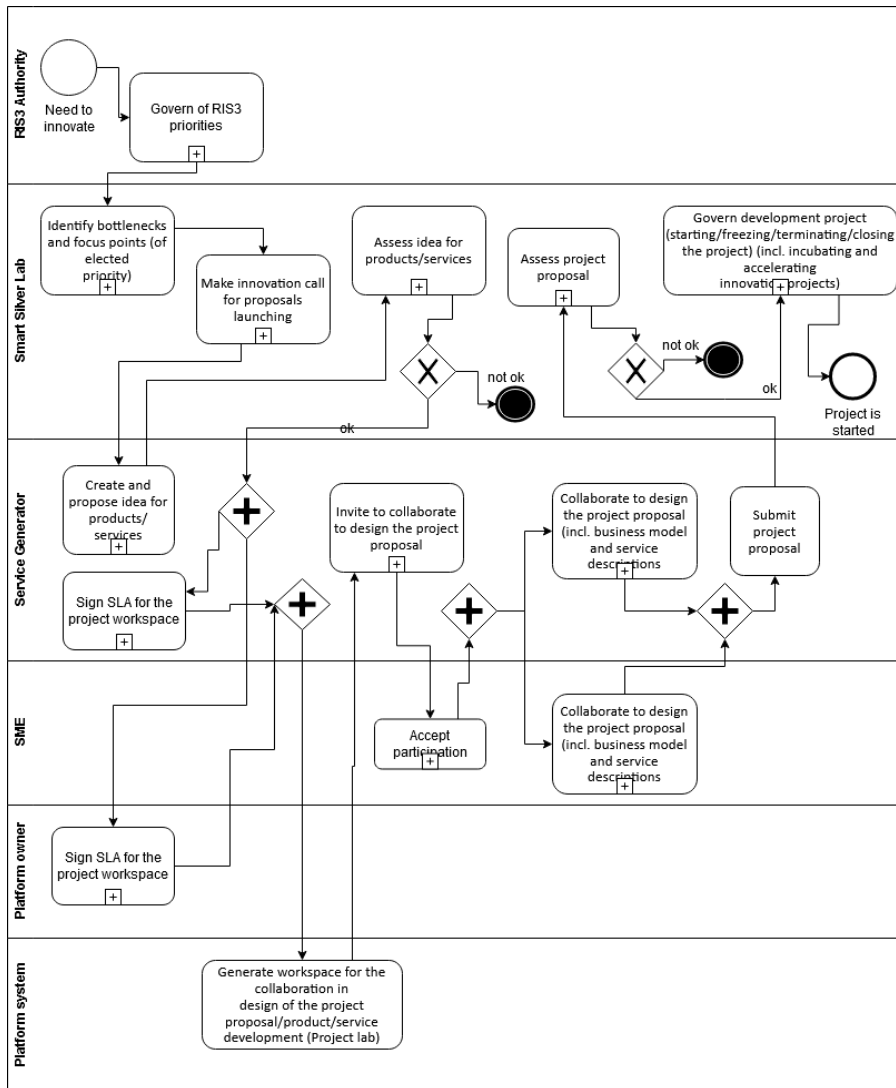 RIS3 Authority
Need to
innovate
Govern of RIS3
priorities
Smart Silver Lab
Identify bottlenecks
and focus points (of
elected
priority)
Make innovation call
for proposals
launching
Assess idea for
products/services
not ok
ok
Assess project
proposal
not ok
ok
Govern development project
(starting/freezing/terminating/closing
the project) (incl. incubating and
accelerating
innovation projects)
Project is
started
Service Generator
Create and
propose idea for
products/
services
Sign SLA for the
project workspace
Invite to collaborate
to design the project
proposal
Collaborate to design
the project proposal
(incl. business model
and service
descriptions
Submit
project
proposal
SME
Accept
participation
Collaborate to design
the project proposal
(incl. business model
and service
descriptions
Platform owner
Sign SLA for the
project workspace
Platform system
Generate workspace for the
collaboration in
design of the project
proposal/product/service
development (Project lab)